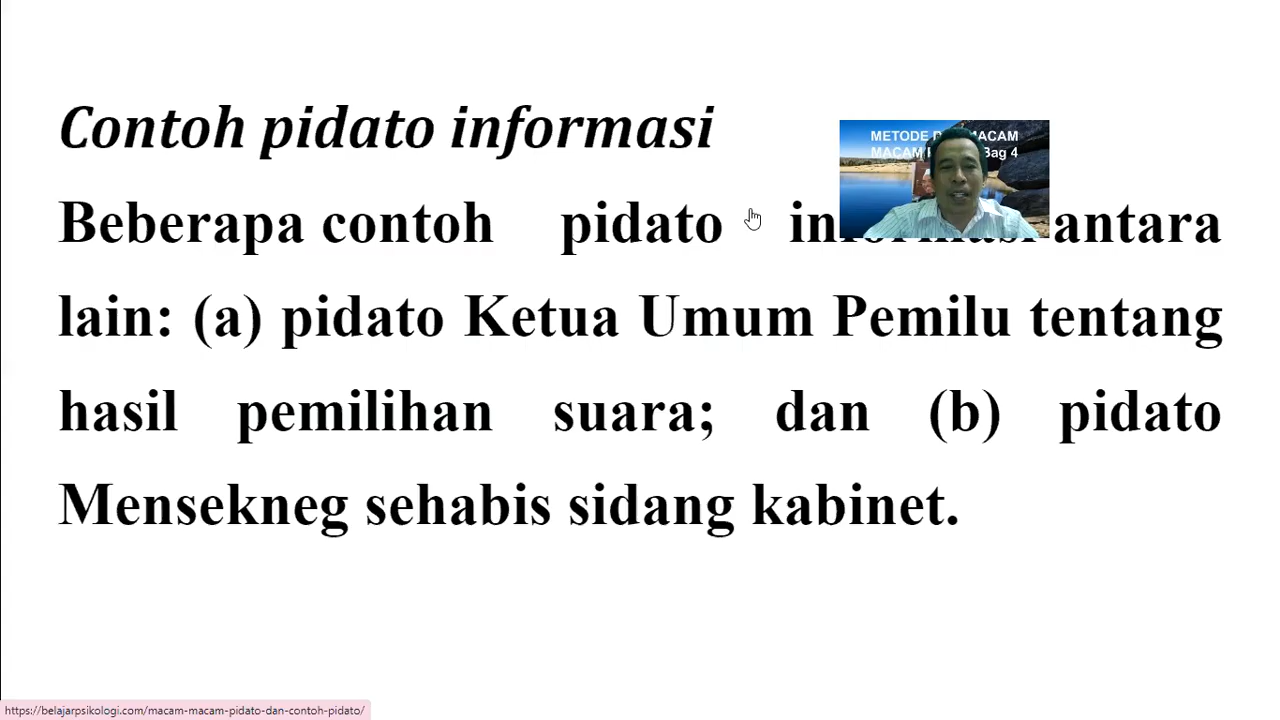 Contoh pidato informasi
METODE D MACAM
MACAM Bag 4
Beberapa contoh pidato informasi antara
lain: (a) pidato Ketua Umum Pemilu tentang
hasil pemilihan suara; dan (b) pidato
Mensekneg sehabis sidang kabinet.
https://belajarpsikologi.com/macam-macam-pidato-dan-contoh-pidato/